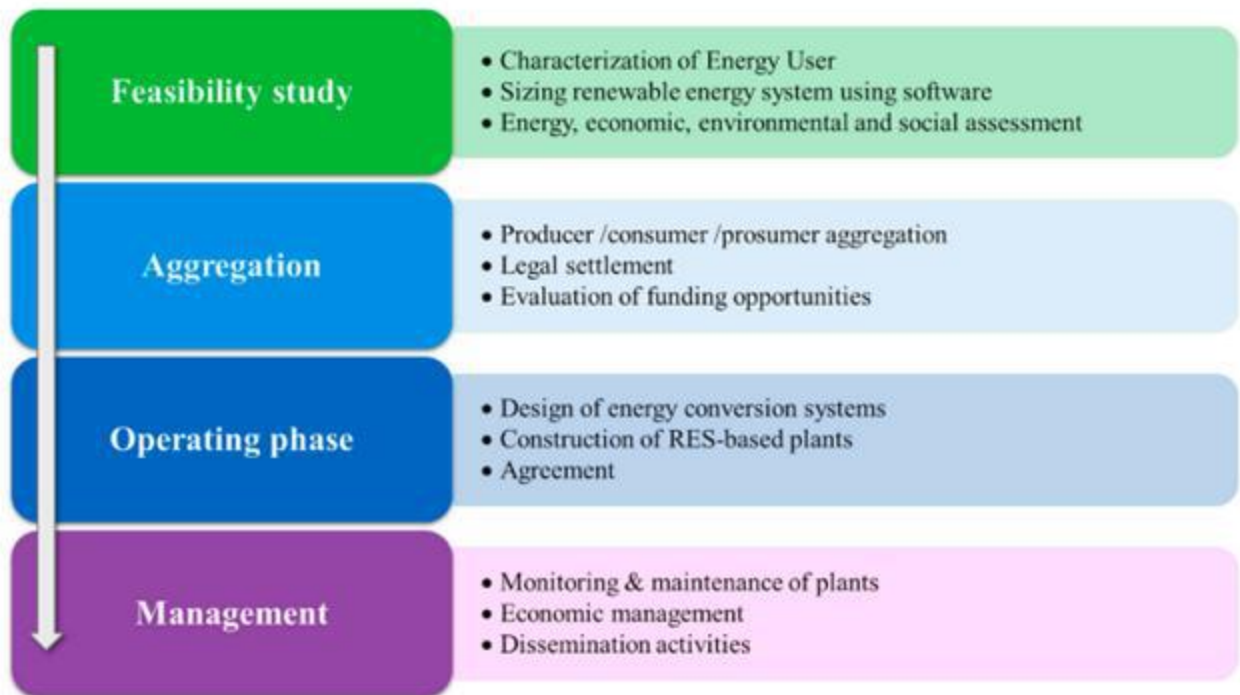 Feasibility study
• Characterization of Energy User
• Sizing renewable energy system using software
• Energy, economic, environmental and social assessment
Aggregation
• Producer /consumer /prosumer aggregation
• Legal settlement
• Evaluation of funding opportunities
Operating phase
• Design of energy conversion systems
• Construction of RES-based plants
• Agreement
Management
• Monitoring & maintenance of plants
• Economic management
• Dissemination activities